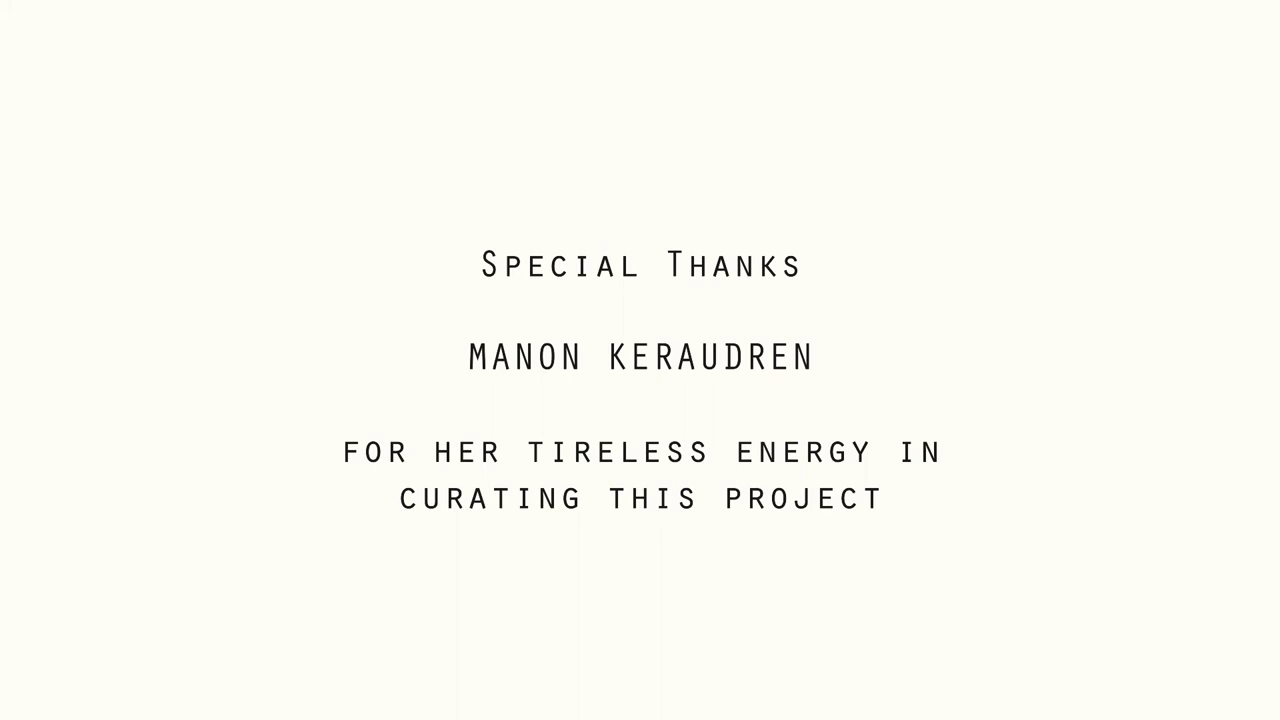 Special Thanks
MANON KERAUDREN
FOR HER TIRELESS ENERGY IN
CURATING THIS PROJECT